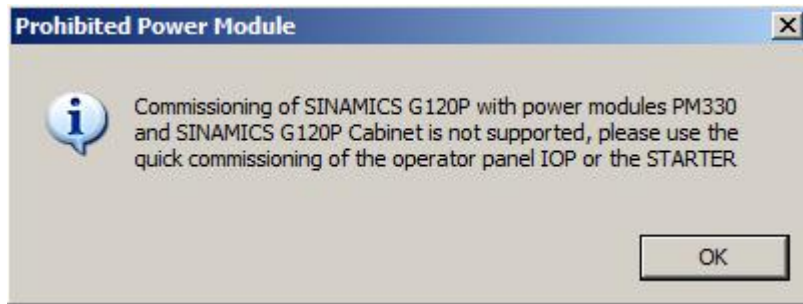 Prohibited Power Module
Commissioning of SINAMICS G120P with power modules PM330
and SINAMICS G120P Cabinet is not supported, please use the
quick commissioning of the operator panel IOP or the STARTER
OK